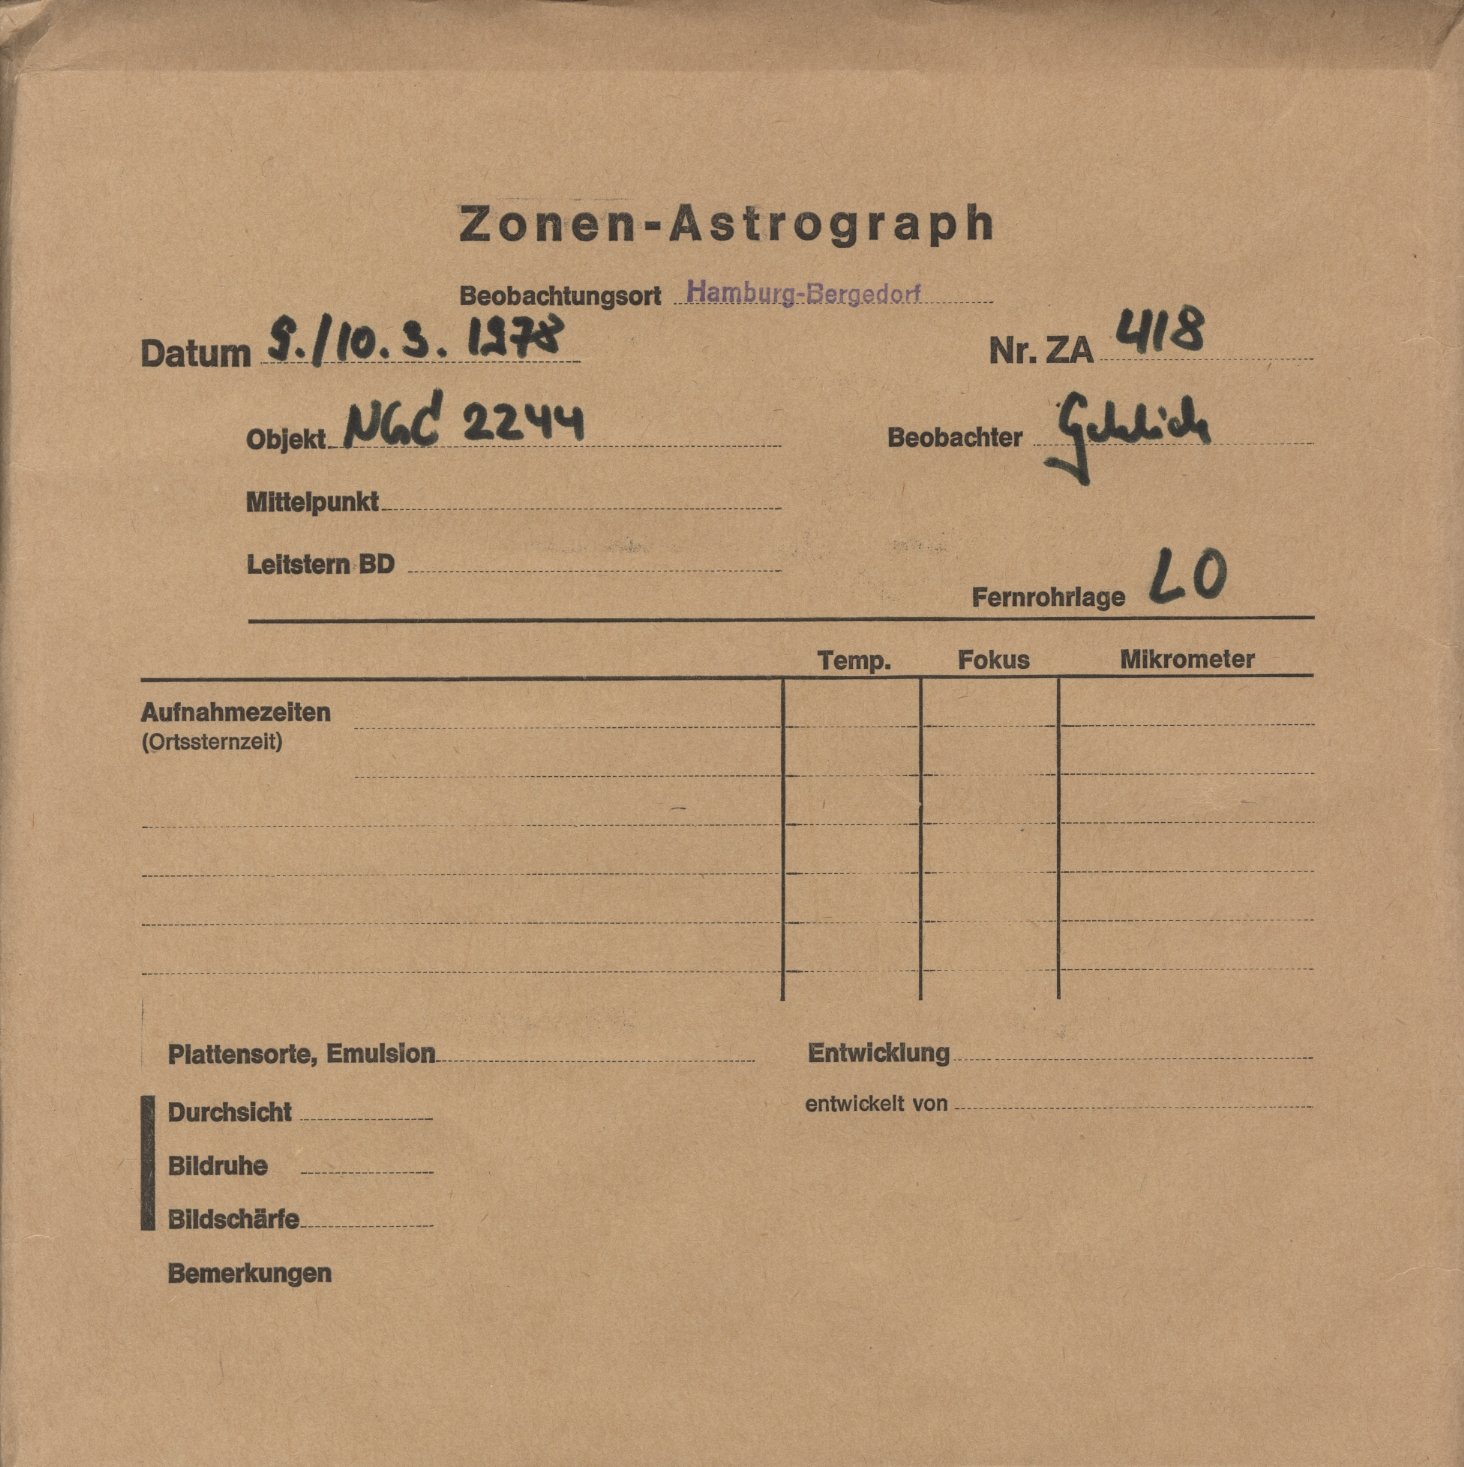 Zonen-Astrograph
Beobachtungsort Hamburg-Bergedorf
Datum 9./10. 3. 1978 Nr. ZA 418
Objekt NGC 2244 Beobachter
Mittelpunkt
Leitstern BD
Fernrohrlage LO
Temp. Fokus Mikrometer
Aufnahmezeiten
(Ortssternzeit)
Plattensorte, Emulsion Entwicklung
Durchsicht entwickelt von
Bildruhe
Bildschärfe
Bemerkungen